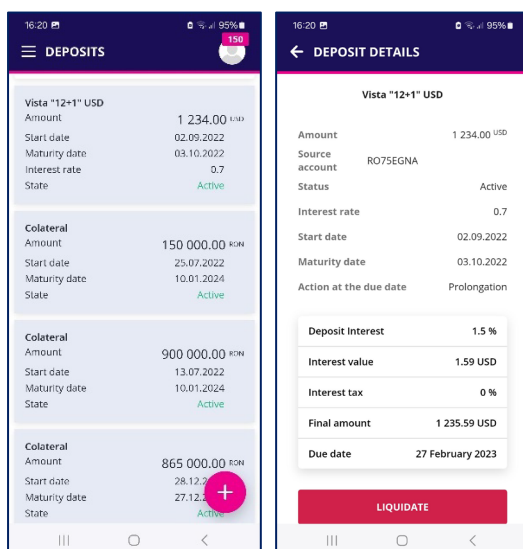 16:20 95%
150
DEPOSITS
Vista "12+1" USD
Amount 1 234.00 USD
Start date 02.09.2022
Maturity date 03.10.2022
Interest rate 0.7
State Active
Colateral
Amount 150 000.00 RON
Start date 25.07.2022
Maturity date 10.01.2024
State Active
Colateral
Amount 900 000.00 RON
Start date 13.07.2022
Maturity date 10.01.2024
State Active
Colateral
Amount 865 000.00 RON
Start date 28.12.2
Maturity date 27.12.2
State Active
+
16:20 95%
DEPOSIT DETAILS
Vista "12+1" USD
Amount 1 234.00 USD
Source
account RO75EGNA
Status Active
Interest rate 0.7
Start date 02.09.2022
Maturity date 03.10.2022
Action at the due date Prolongation
Deposit Interest 1.5 %
Interest value 1.59 USD
Interest tax 0 %
Final amount 1 235.59 USD
Due date 27 February 2023
LIQUIDATE